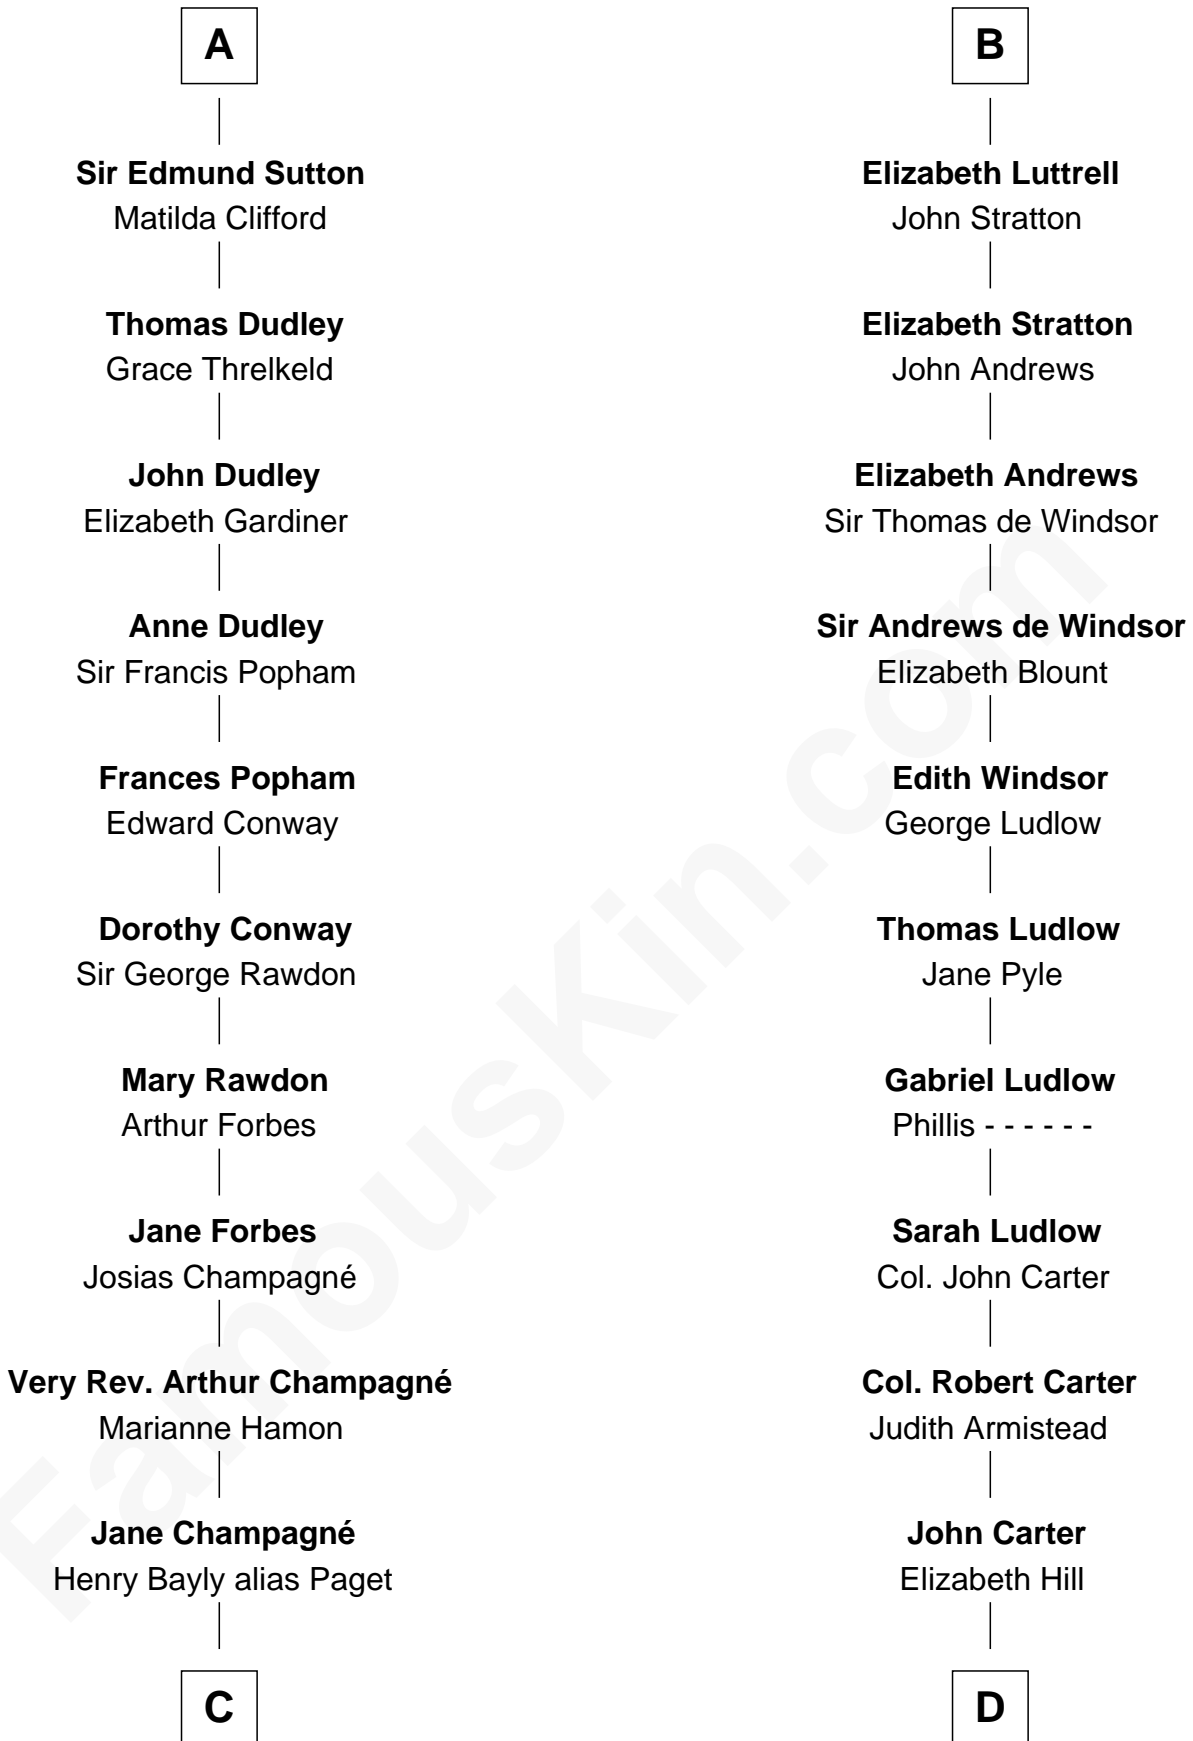 A
Sir Edmund Sutton
Matilda Clifford
Thomas Dudley
Grace Threlkeld
John Dudley
Elizabeth Gardiner
Anne Dudley
Sir Francis Popham
Frances Popham
Edward Conway
Dorothy Conway
Sir George Rawdon
Mary Rawdon
Arthur Forbes
Jane Forbes
Josias Champagné
Very Rev. Arthur Champagné
Marianne Hamon
Jane Champagné
Henry Bayly alias Paget
C
B
Elizabeth Luttrell
John Stratton
Elizabeth Stratton
John Andrews
Elizabeth Andrews
Sir Thomas de Windsor
Sir Andrews de Windsor
Elizabeth Blount
Edith Windsor
George Ludlow
Thomas Ludlow
Jane Pyle
Gabriel Ludlow
Phillis - - - - - -
Sarah Ludlow
Col. John Carter
Col. Robert Carter
Judith Armistead
John Carter
Elizabeth Hill
D
FamousKin.com